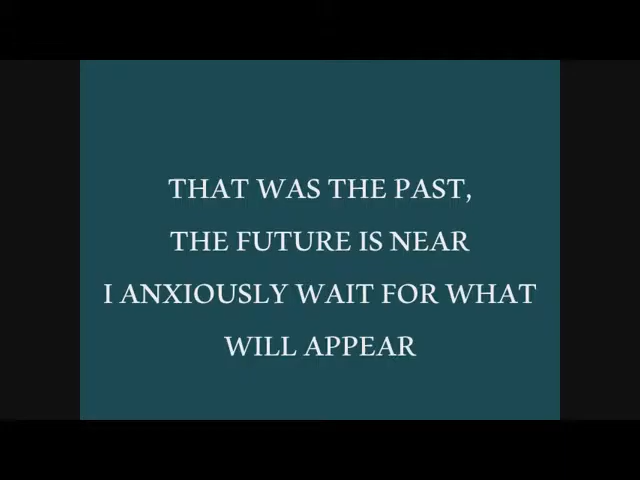 THAT WAS THE PAST,
THE FUTURE IS NEAR
I ANXIOUSLY WAIT FOR WHAT
WILL APPEAR